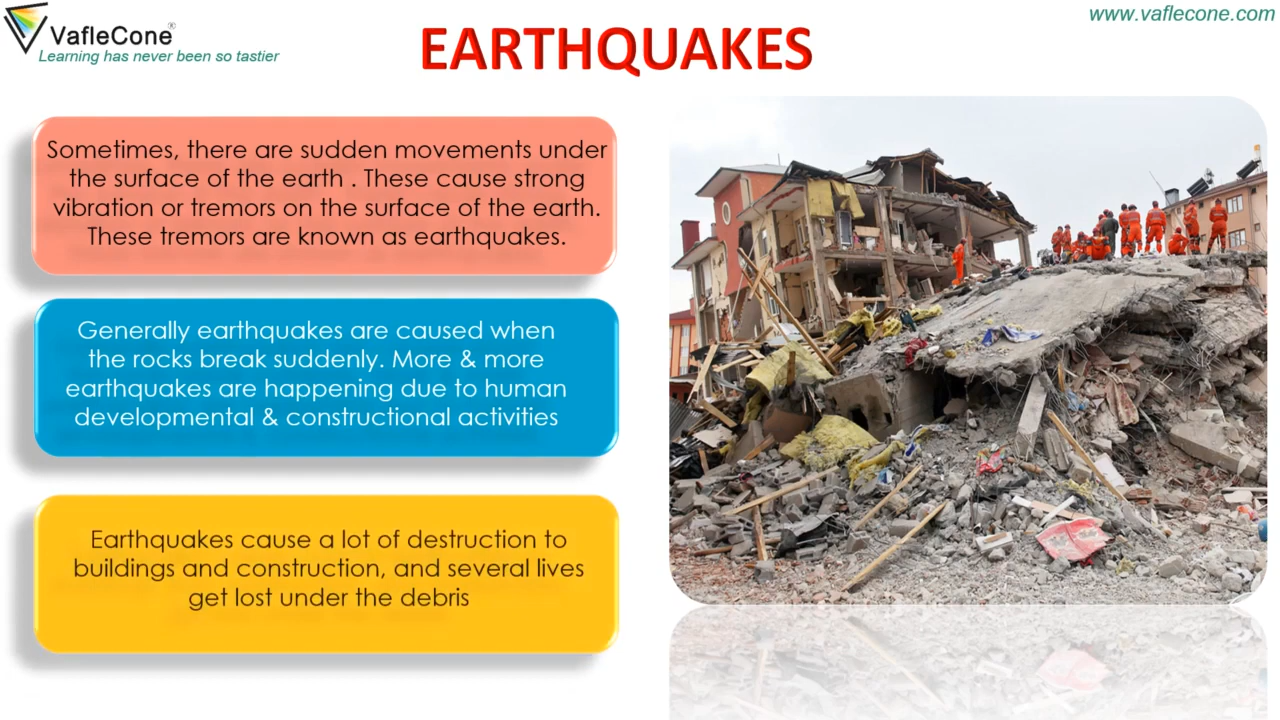 VafleCone®
Learning has never been so tastier
www.vaflecone.com
EARTHQUAKES
Sometimes, there are sudden movements under
the surface of the earth . These cause strong
vibration or tremors on the surface of the earth.
These tremors are known as earthquakes.
Generally earthquakes are caused when
the rocks break suddenly. More & more
earthquakes are happening due to human
developmental & constructional activities
Earthquakes cause a lot of destruction to
buildings and construction, and several lives
get lost under the debris